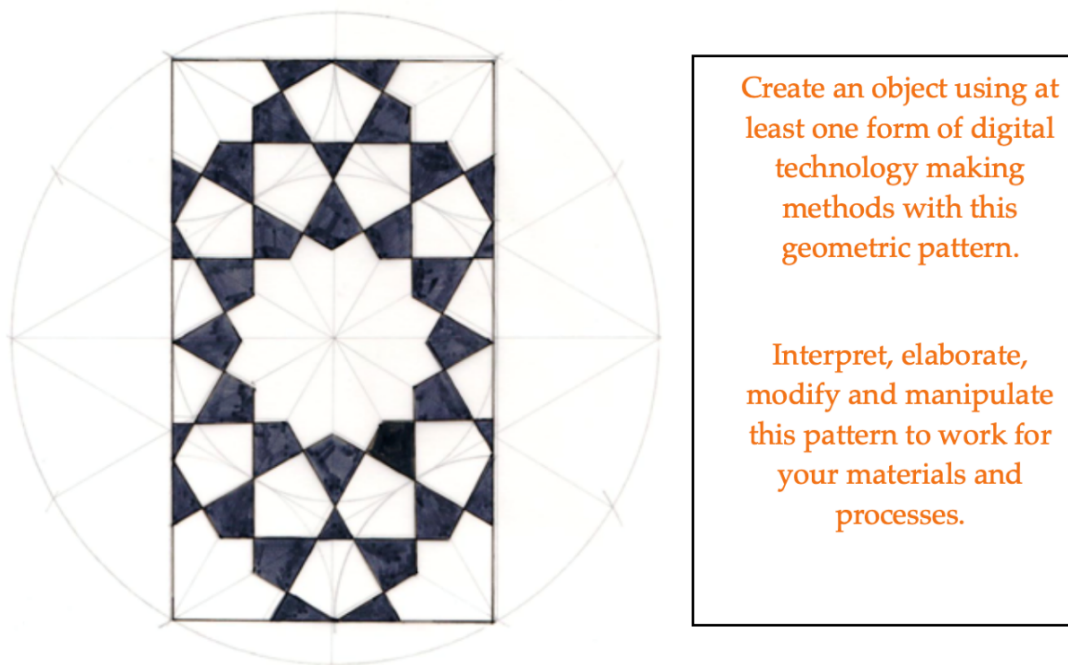 Create an object using at
least one form of digital
technology making
methods with this
geometric pattern.
Interpret, elaborate,
modify and manipulate
this pattern to work for
your materials and
processes.